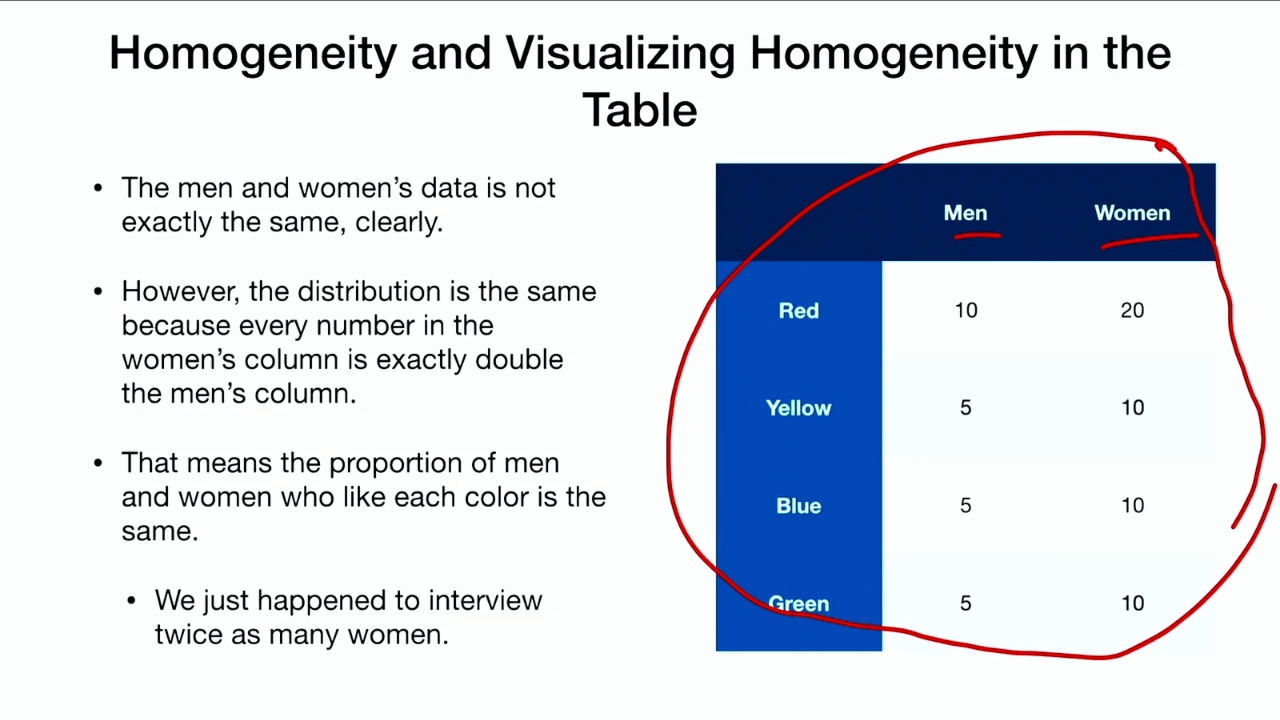 Homogeneity and Visualizing Homogeneity in the
Table
• The men and women’s data is not
exactly the same, clearly.
• However, the distribution is the same
because every number in the
women’s column is exactly double
the men’s column.
• That means the proportion of men
and women who like each color is the
same.
• We just happened to interview
twice as many women.
Men Women
Red 10 20
Yellow 5 10
Blue 5 10
Green 5 10